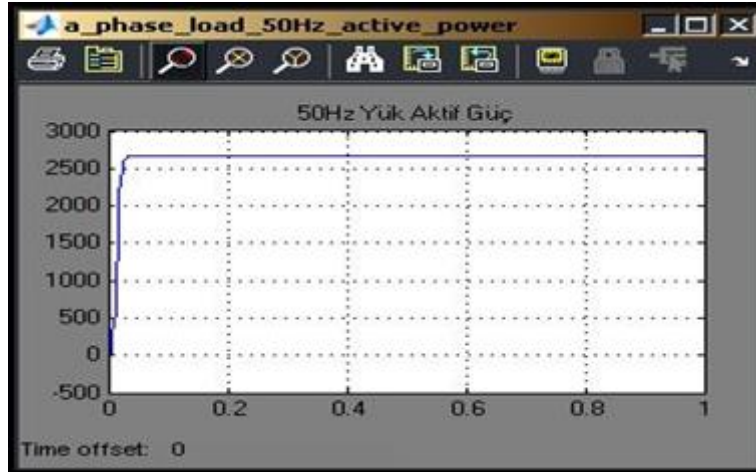 a_phase_load_50Hz_active_power
50Hz Yük Aktif Güç
3000
2500
2000
1500
1000
500
0
-500
0 0.2 0.4 0.6 0.8 1
Time offset: 0